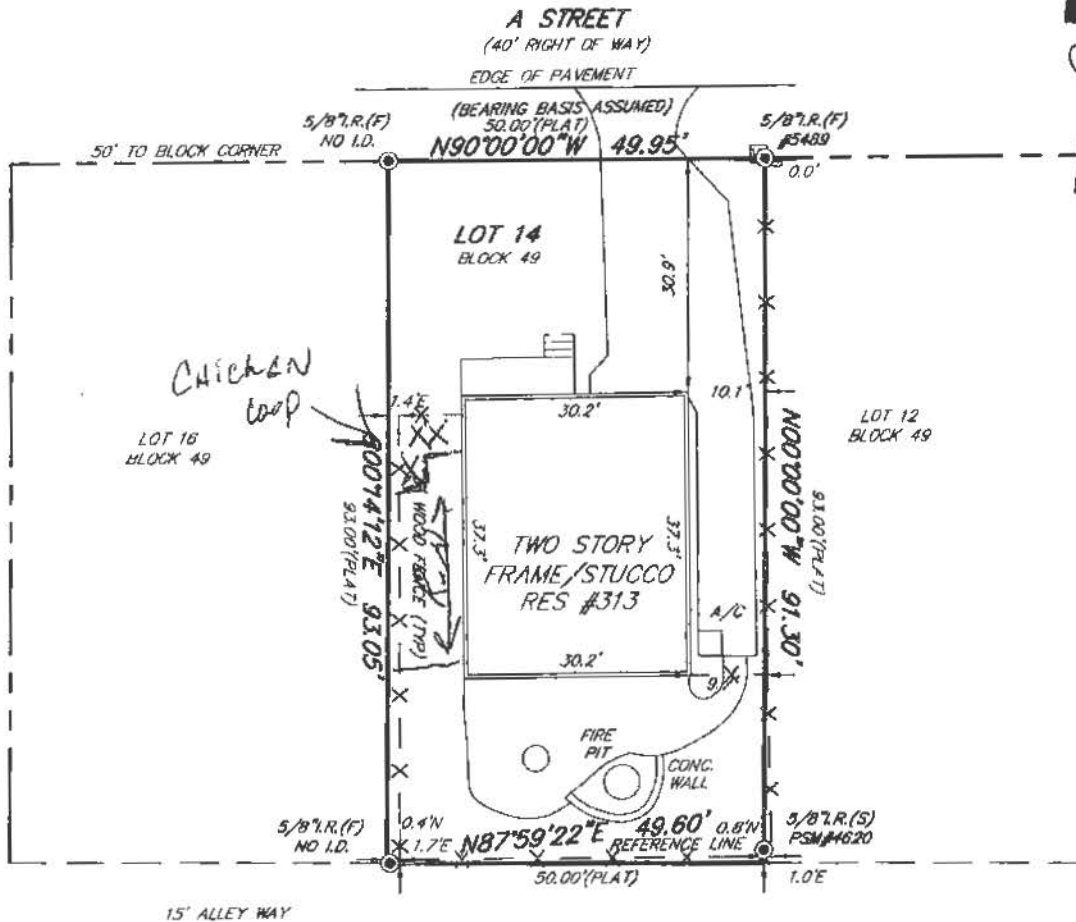 A STREET
(40' RIGHT OF WAY)
EDGE OF PAVEMENT
(BEARING BASIS ASSUMED)
50.00'(PLAT)
N90°00'00"W 49.95'
5/8"I.R.(F)
NO I.D.
5/8"I.R.(F)
#5489
50' TO BLOCK CORNER
0.0'
LOT 14
BLOCK 49
30.9'
CHICKEN
COOP
1.4'E
30.2'
10.1'
LOT 16
BLOCK 49
LOT 12
BLOCK 49
S00°14'12"E 93.05'
93.00'(PLAT)
WOOD FENCE (TYP)
37.3'
TWO STORY
FRAME/STUCCO
RES #313
37.3'
N00°00'00"W 91.30'
93.00'(PLAT)
A/C
30.2'
FIRE
PIT
CONC.
WALL
5/8"I.R.(F)
NO I.D.
0.4'N
1.7'E
N87°59'22"E 49.60'
REFERENCE LINE
0.8'N
5/8"I.R.(S)
PSM#4620
50.00'(PLAT)
1.0'E
15' ALLEY WAY